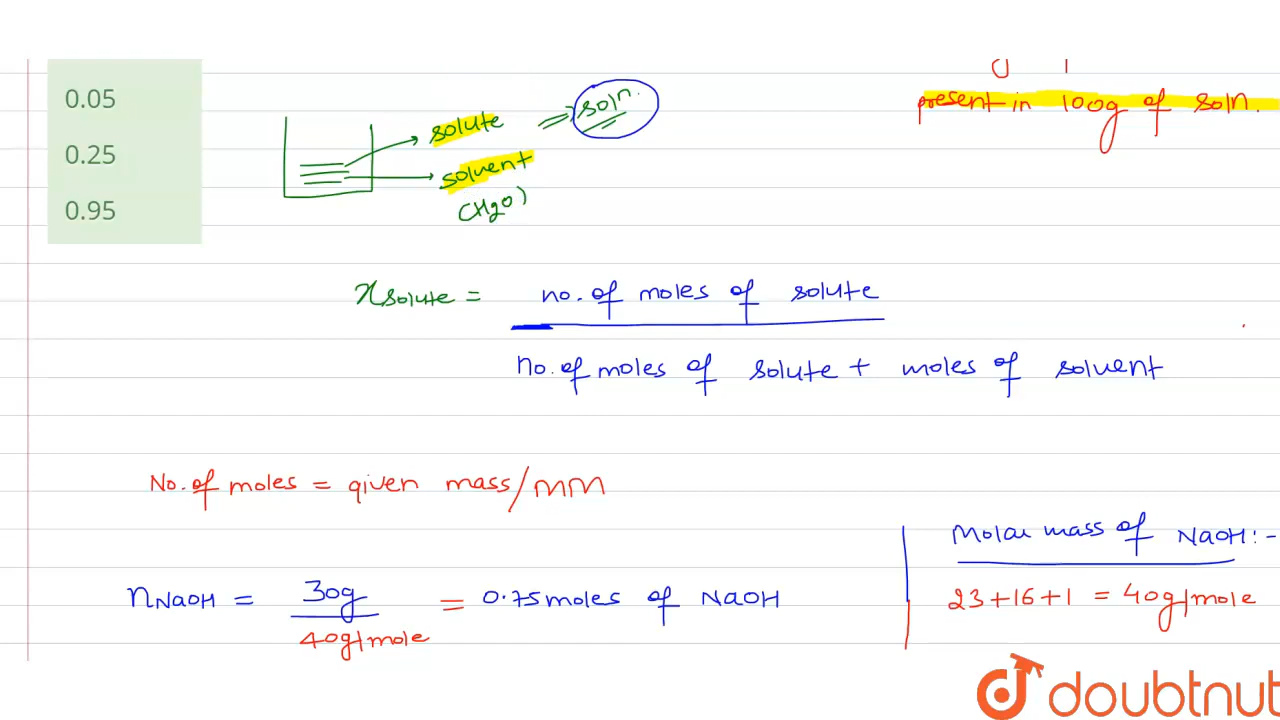 0.05
0.25
0.95
solute ⇒ soln.
solvent
(H2O)
present in 100g of soln.
xsolute = no. of moles of solute
no. of moles of solute + moles of solvent
No. of moles = given mass/MM
Molar mass of NaOH:-
nNaOH = 30g = 0.75 moles of NaOH
40g/mole
23+16+1 = 40g/mole
doubtnut